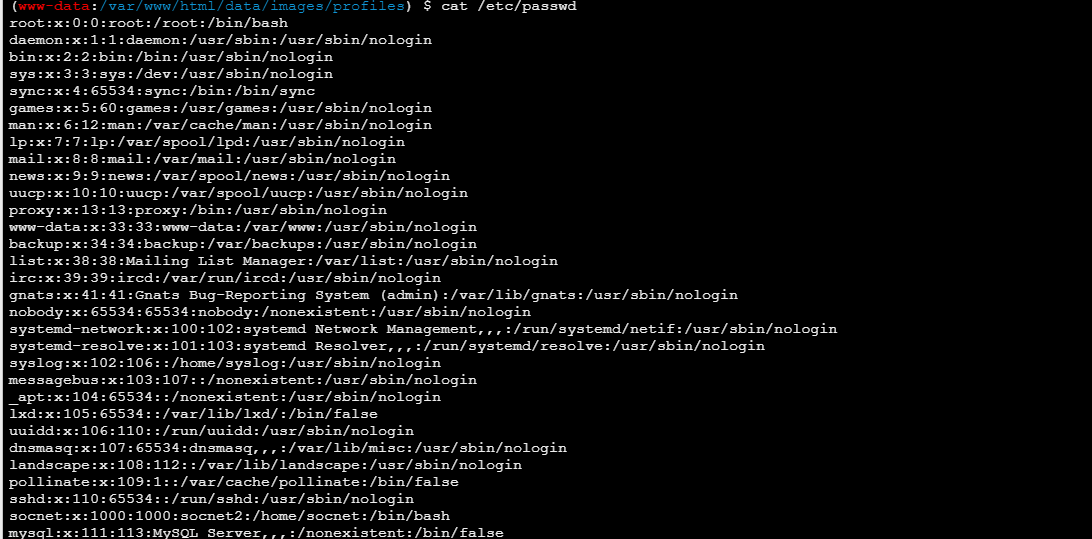 (www-data:/var/www/html/data/images/profiles) $ cat /etc/passwd
root:x:0:0:root:/root:/bin/bash
daemon:x:1:1:daemon:/usr/sbin:/usr/sbin/nologin
bin:x:2:2:bin:/bin:/usr/sbin/nologin
sys:x:3:3:sys:/dev:/usr/sbin/nologin
sync:x:4:65534:sync:/bin:/bin/sync
games:x:5:60:games:/usr/games:/usr/sbin/nologin
man:x:6:12:man:/var/cache/man:/usr/sbin/nologin
lp:x:7:7:lp:/var/spool/lpd:/usr/sbin/nologin
mail:x:8:8:mail:/var/mail:/usr/sbin/nologin
news:x:9:9:news:/var/spool/news:/usr/sbin/nologin
uucp:x:10:10:uucp:/var/spool/uucp:/usr/sbin/nologin
proxy:x:13:13:proxy:/bin:/usr/sbin/nologin
www-data:x:33:33:www-data:/var/www:/usr/sbin/nologin
backup:x:34:34:backup:/var/backups:/usr/sbin/nologin
list:x:38:38:Mailing List Manager:/var/list:/usr/sbin/nologin
irc:x:39:39:ircd:/var/run/ircd:/usr/sbin/nologin
gnats:x:41:41:Gnats Bug-Reporting System (admin):/var/lib/gnats:/usr/sbin/nologin
nobody:x:65534:65534:nobody:/nonexistent:/usr/sbin/nologin
systemd-network:x:100:102:systemd Network Management,,,:/run/systemd/netif:/usr/sbin/nologin
systemd-resolve:x:101:103:systemd Resolver,,,:/run/systemd/resolve:/usr/sbin/nologin
syslog:x:102:106::/home/syslog:/usr/sbin/nologin
messagebus:x:103:107::/nonexistent:/usr/sbin/nologin
_apt:x:104:65534::/nonexistent:/usr/sbin/nologin
lxd:x:105:65534::/var/lib/lxd/:/bin/false
uuidd:x:106:110::/run/uuidd:/usr/sbin/nologin
dnsmasq:x:107:65534:dnsmasq,,,:/var/lib/misc:/usr/sbin/nologin
landscape:x:108:112::/var/lib/landscape:/usr/sbin/nologin
pollinate:x:109:1::/var/cache/pollinate:/bin/false
sshd:x:110:65534::/run/sshd:/usr/sbin/nologin
socnet:x:1000:1000:socnet2:/home/socnet:/bin/bash
mysql:x:111:113:MySQL Server,,,:/nonexistent:/bin/false